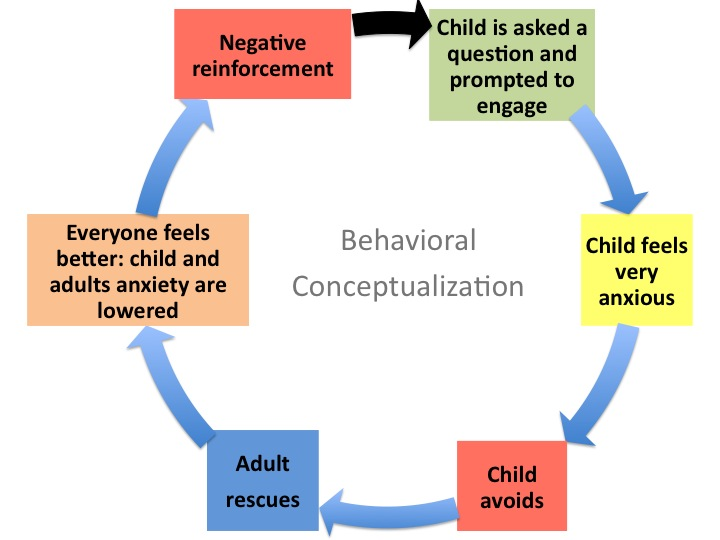 Negative
reinforcement
Child is asked a
question and
prompted to
engage
Child feels
very
anxious
Child
avoids
Adult
rescues
Everyone feels
better: child and
adults anxiety are
lowered
Behavioral
Conceptualization